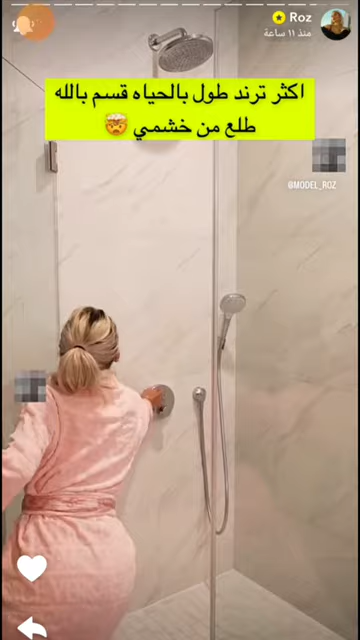 Roz
منذ ١١ ساعة
اكثر ترند طول بالحياه قسم بالله
طلع من خشمي 🤯
@MODEL_ROZ